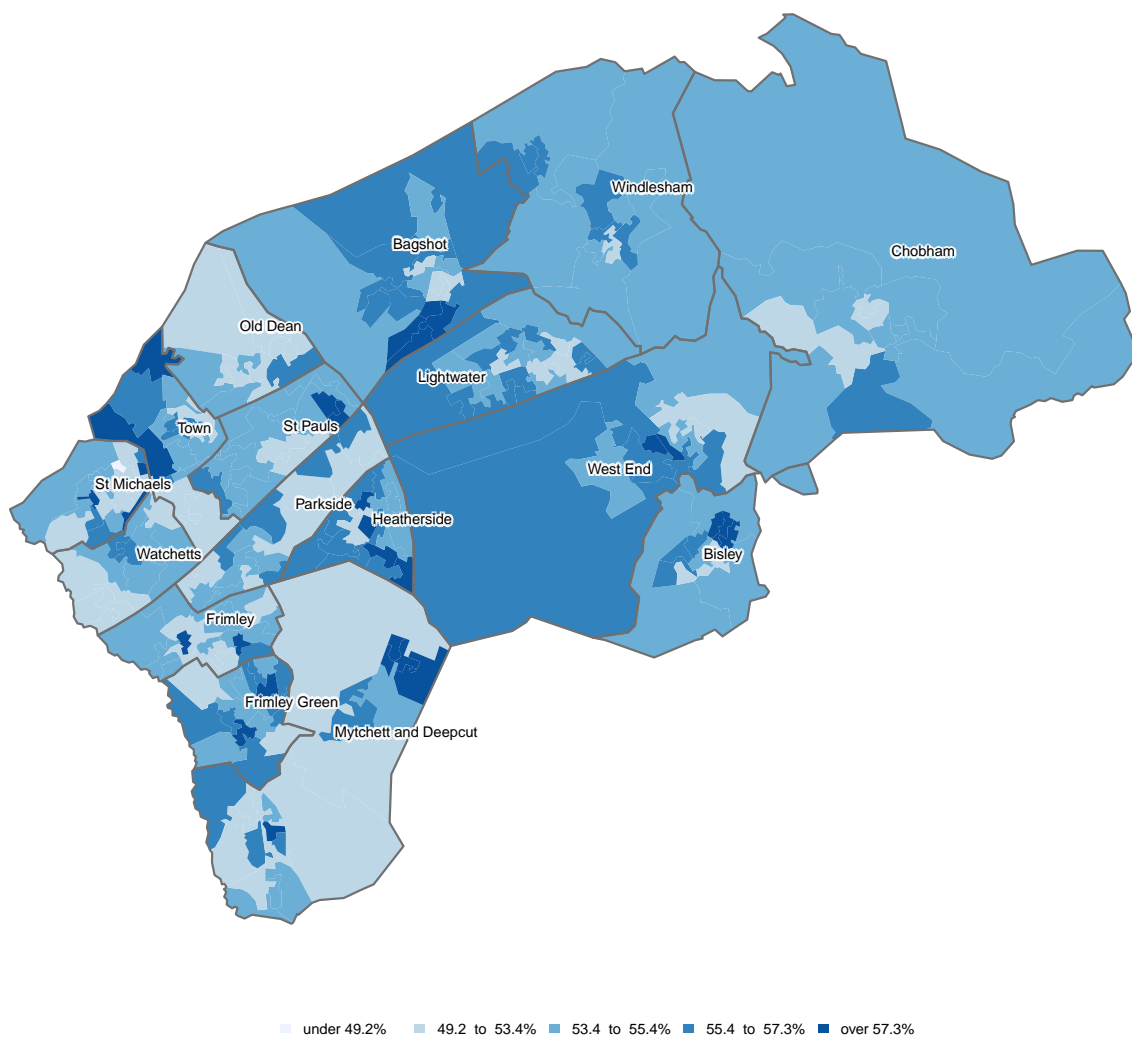 Windlesham
Bagshot
Chobham
Old Dean
Lightwater
Town
St Pauls
West End
St Michaels
Parkside
Heatherside
Watchetts
Bisley
Frimley
Frimley Green
Mytchett and Deepcut
under 49.2% 49.2 to 53.4% 53.4 to 55.4% 55.4 to 57.3% over 57.3%